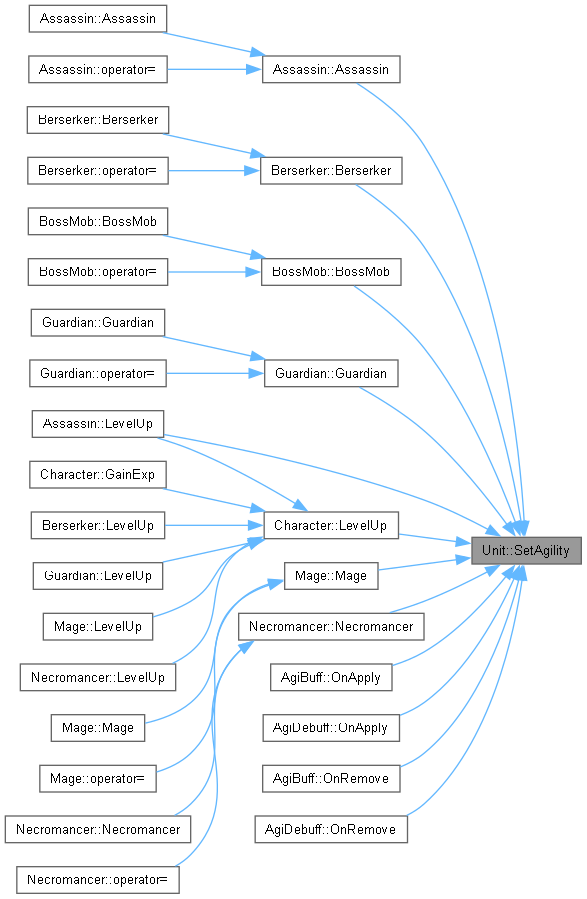 Assassin::Assassin
Assassin::operator=
Assassin::Assassin
Berserker::Berserker
Berserker::operator=
Berserker::Berserker
BossMob::BossMob
BossMob::operator=
BossMob::BossMob
Guardian::Guardian
Guardian::operator=
Guardian::Guardian
Assassin::LevelUp
Character::GainExp
Berserker::LevelUp
Character::LevelUp
Unit::SetAgility
Guardian::LevelUp
Mage::Mage
Mage::LevelUp
Necromancer::Necromancer
Necromancer::LevelUp
AgiBuff::OnApply
Mage::Mage
AgiDebuff::OnApply
Mage::operator=
AgiBuff::OnRemove
Necromancer::Necromancer
AgiDebuff::OnRemove
Necromancer::operator=